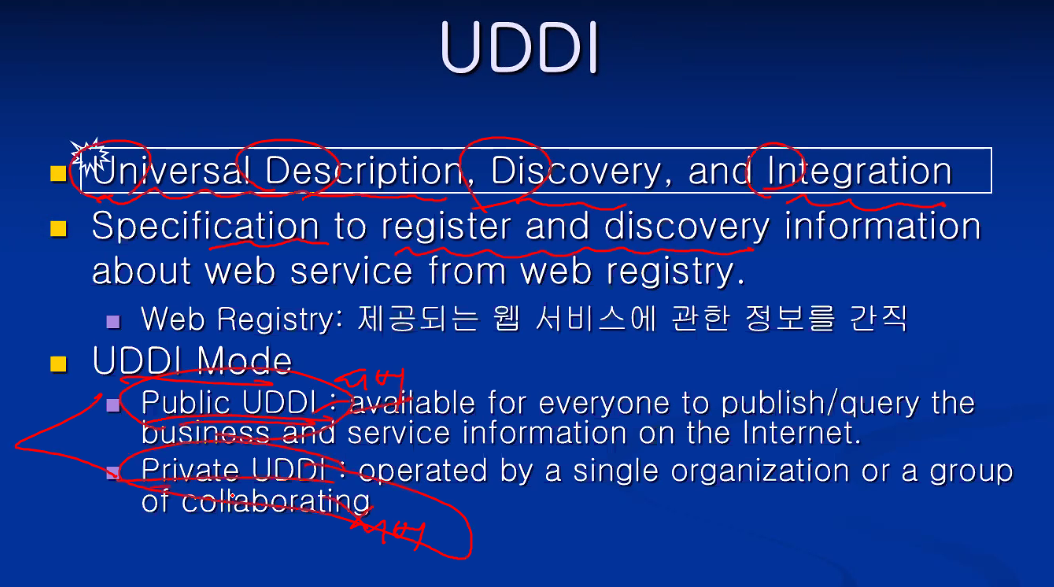 UDDI
Universal Description, Discovery, and Integration
Specification to register and discovery information
about web service from web registry.
Web Registry: 제공되는 웹 서비스에 관한 정보를 간직
UDDI Mode
Public UDDI : available for everyone to publish/query the
business and service information on the Internet.
Private UDDI : operated by a single organization or a group
of collaborating